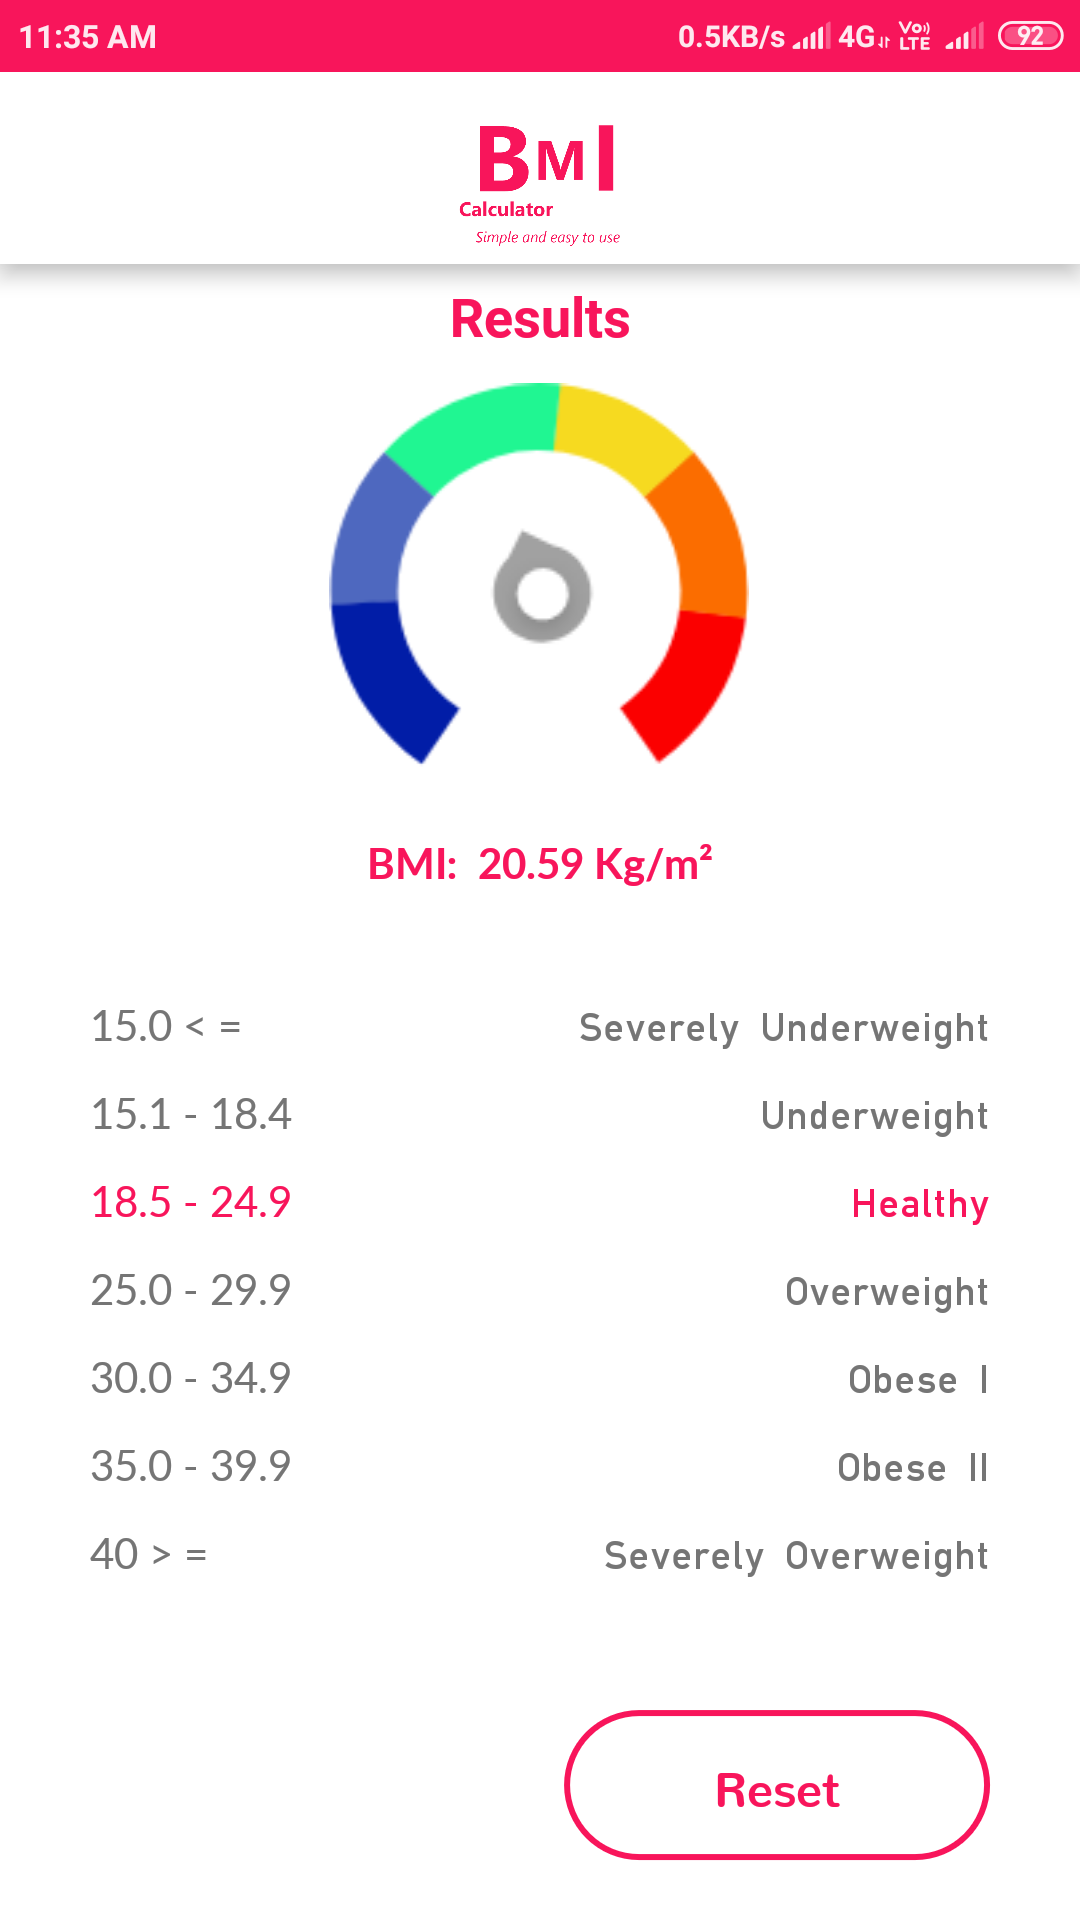 11:35 AM 0.5KB/s 4G Vo)) LTE 92
BMI
Calculator
Simple and easy to use
Results
BMI: 20.59 Kg/m²
15.0 < = Severely Underweight
15.1 - 18.4 Underweight
18.5 - 24.9 Healthy
25.0 - 29.9 Overweight
30.0 - 34.9 Obese I
35.0 - 39.9 Obese II
40 > = Severely Overweight
Reset